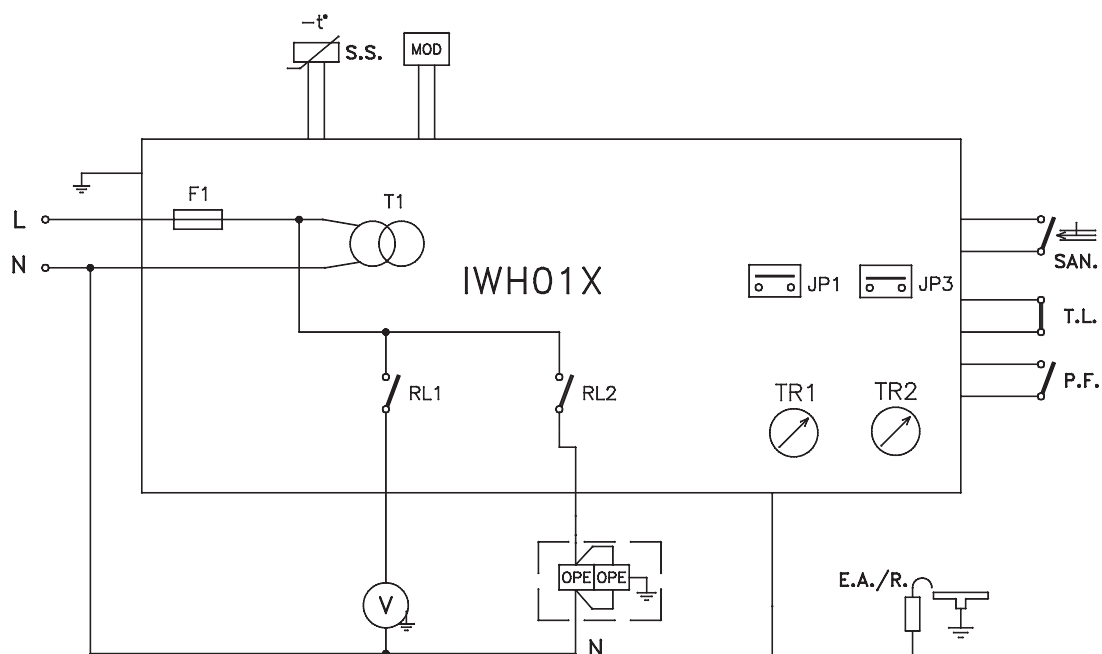 -t°
S.S.
MOD
F1
T1
L
N
IWH01X
JP1
JP3
SAN.
T.L.
P.F.
RL1
RL2
TR1
TR2
OPE
OPE
E.A./R.
V
N